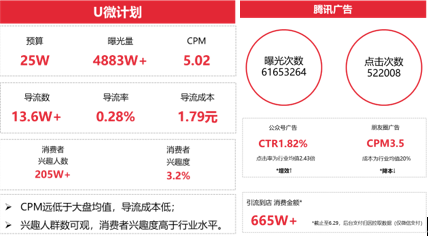 U微计划
预算
25W
曝光量
4883W+
CPM
5.02
导流数
13.6W+
导流率
0.28%
导流成本
1.79元
消费者
兴趣人数
205W+
消费者
兴趣度
3.2%
➢ CPM远低于大盘均值，导流成本低；
➢ 兴趣人群数可观，消费者兴趣度高于行业水平。
腾讯广告
曝光次数
61653264
点击次数
522008
公众号广告
CTR1.82%
点击率为行业均值2.43倍
*增效↑
朋友圈广告
CPM3.5
成本为行业均值20%
*降本↓
引流到店 消费金额*
665W+
*截止至6.29，后台支付们回拉取数据（仅微信支付）